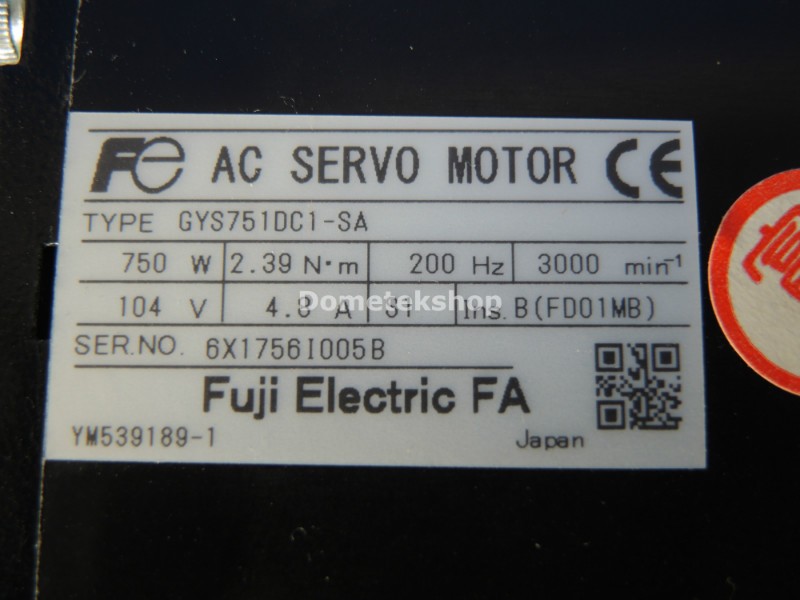 Fe AC SERVO MOTOR CE
TYPE GYS751DC1-SA
750 W 2.39 N·m 200 Hz 3000 min⁻¹
104 V 4.8 A S1 Ins. B(FD01MB)
Dometekshop
SER.NO. 6X1756I005B
Fuji Electric FA
YM539189-1 Japan